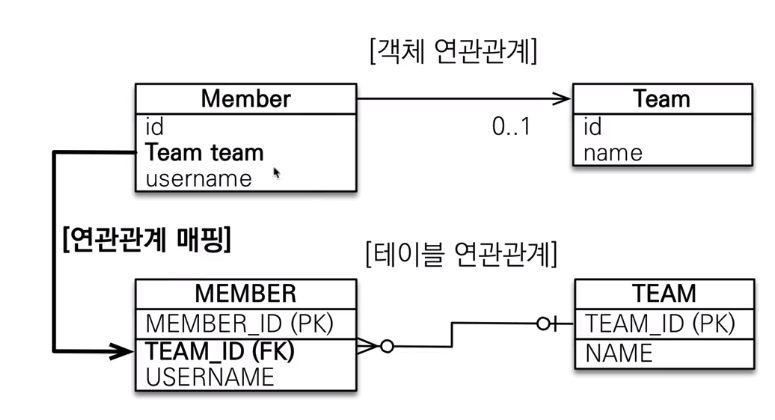 [객체 연관관계]
Member
id
Team team
username
0..1
Team
id
name
[연관관계 매핑]
[테이블 연관관계]
MEMBER
MEMBER_ID (PK)
TEAM_ID (FK)
USERNAME
TEAM
TEAM_ID (PK)
NAME